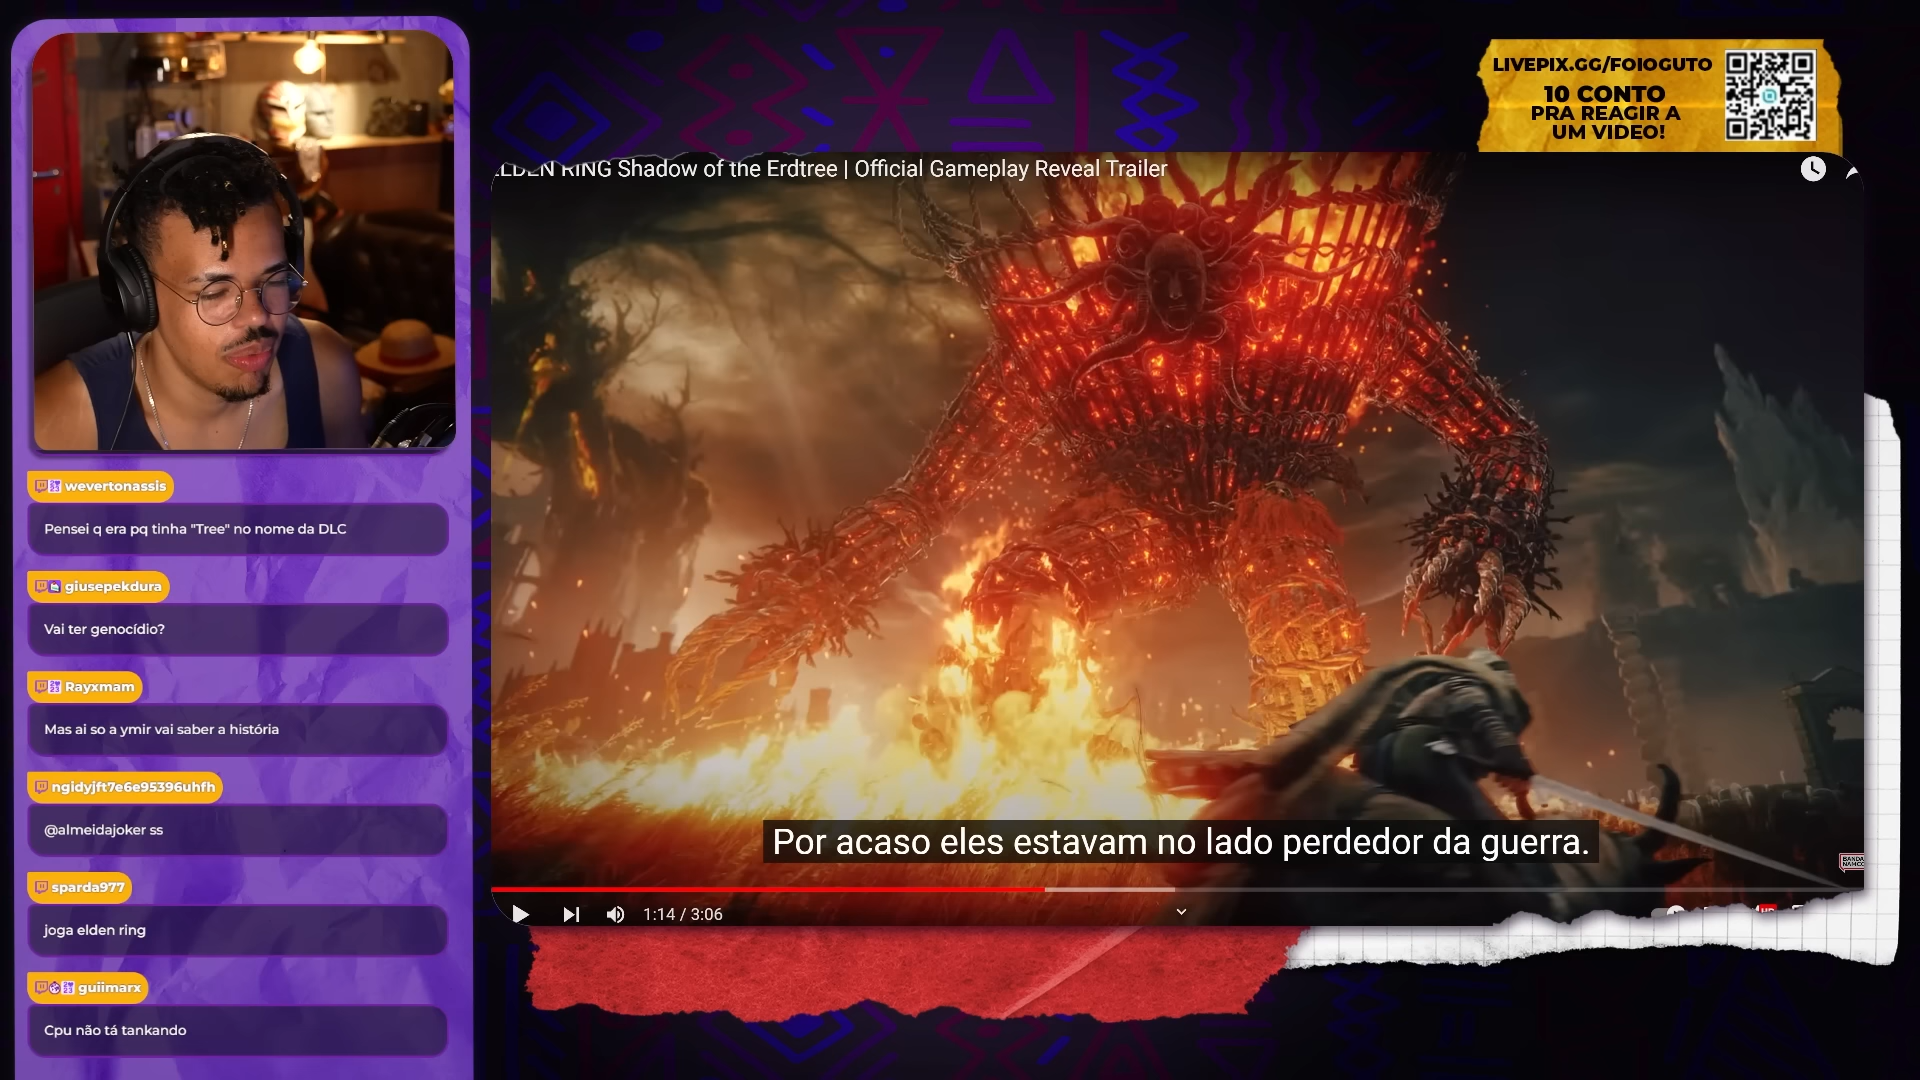 LIVEPIX.GG/FOIOGUTO
10 CONTO
PRA REAGIR A
UM VIDEO!
ELDEN RING Shadow of the Erdtree | Official Gameplay Reveal Trailer
wevertonassis
Pensei q era pq tinha "Tree" no nome da DLC
giusepekdura
Vai ter genocídio?
Rayxmam
Mas ai so a ymir vai saber a história
ngidyjft7e6e95396uhfh
@almeidajoker ss
sparda977
joga elden ring
guiimarx
Cpu não tá tankando
Por acaso eles estavam no lado perdedor da guerra.
BANDAI
NAMCO
1:14 / 3:06